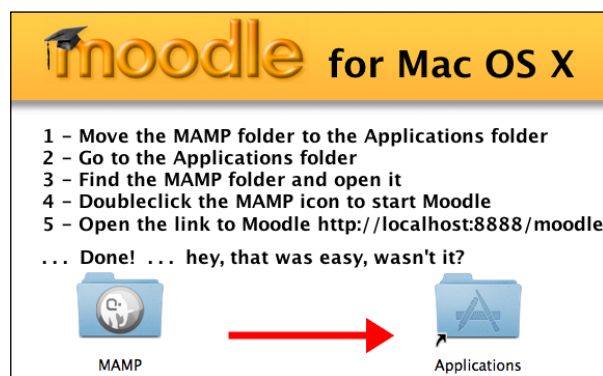 moodle for Mac OS X
1 – Move the MAMP folder to the Applications folder
2 – Go to the Applications folder
3 – Find the MAMP folder and open it
4 – Doubleclick the MAMP icon to start Moodle
5 – Open the link to Moodle http://localhost:8888/moodle
... Done! ... hey, that was easy, wasn't it?
MAMP
Applications